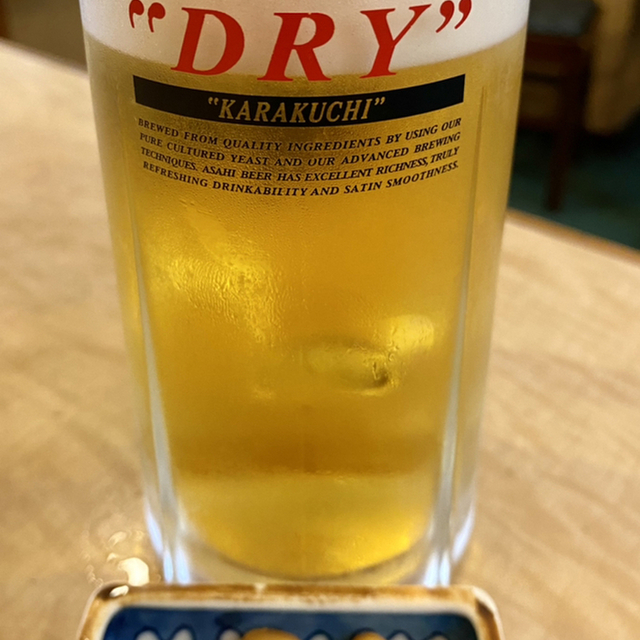 "DRY"
"KARAKUCHI"
BREWED FROM QUALITY INGREDIENTS BY USING OUR
PURE CULTURED YEAST AND OUR ADVANCED BREWING
TECHNIQUES. ASAHI BEER HAS EXCELLENT RICHNESS, TRULY
REFRESHING DRINKABILITY AND SATIN SMOOTHNESS.